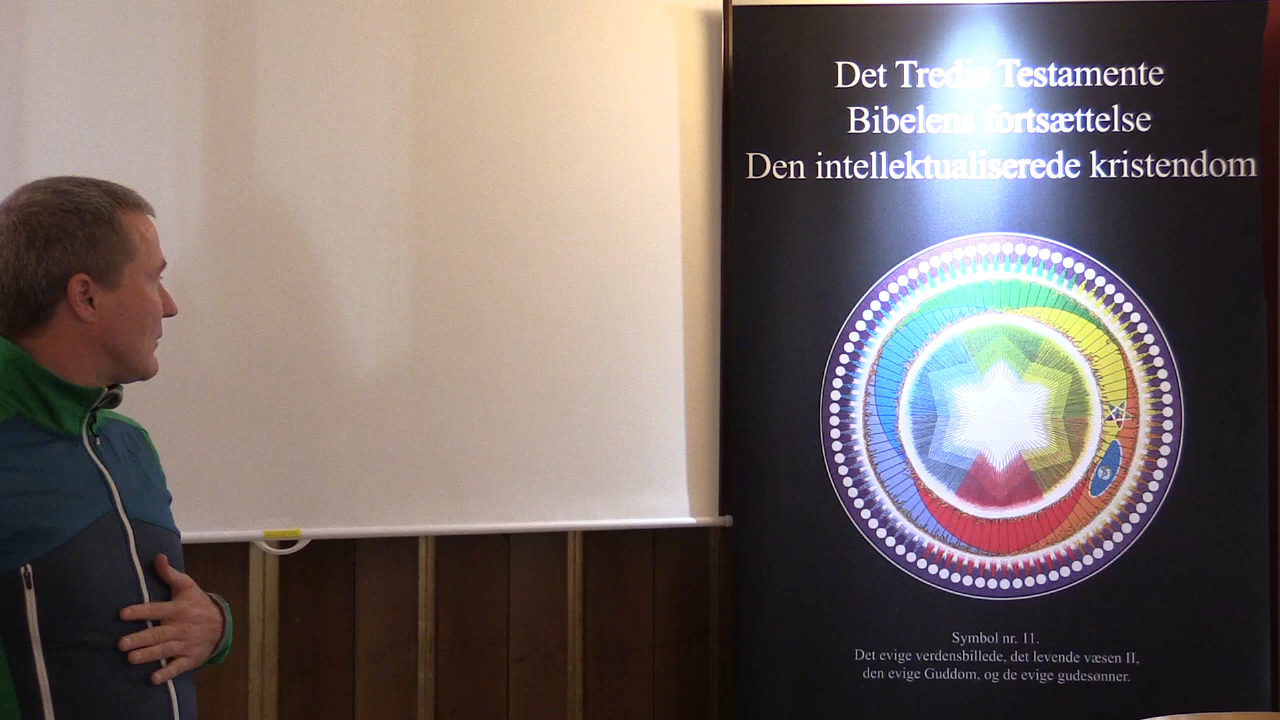 Det Tredie Testamente
Bibelens fortsættelse
Den intellektualiserede kristendom
Symbol nr. 11.
Det evige verdensbillede, det levende væsen II,
den evige Guddom, og de evige gudesønner.